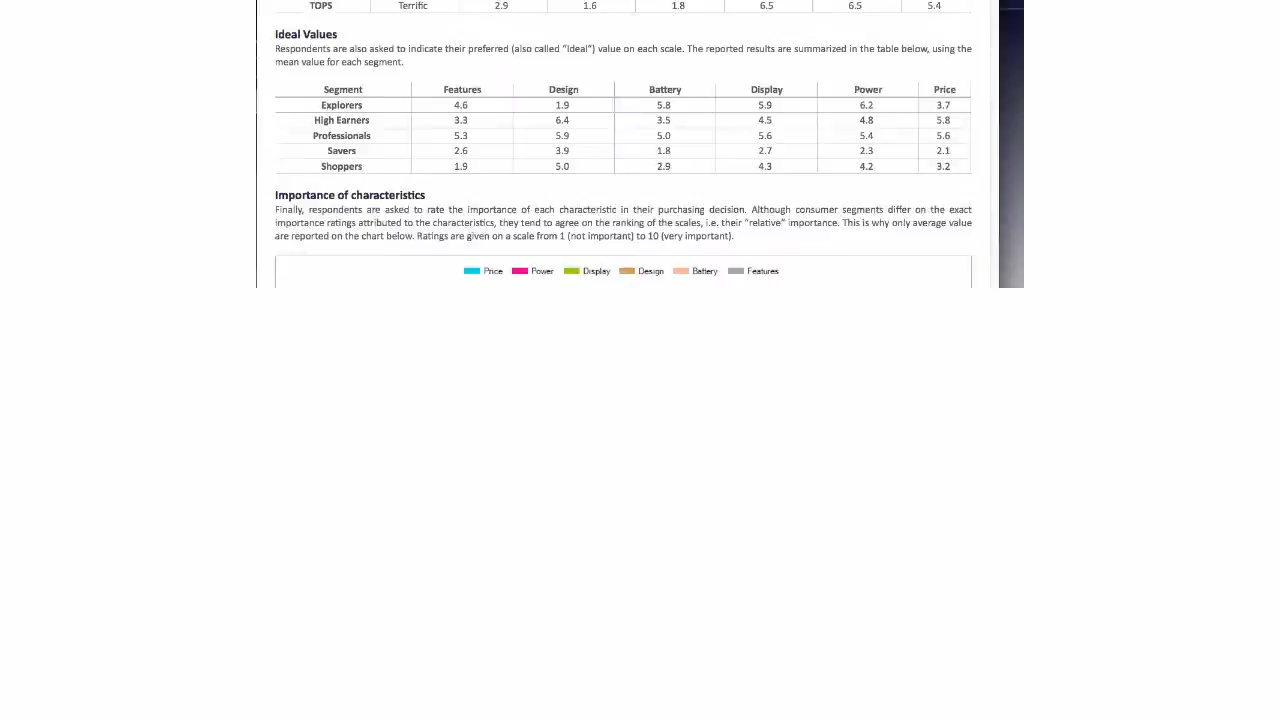 TOPS Terrific 2.9 1.6 1.8 6.5 6.5 5.4
Ideal Values
Respondents are also asked to indicate their preferred (also called “ideal”) value on each scale. The reported results are summarized in the table below, using the
mean value for each segment.
Segment Features Design Battery Display Power Price
Explorers 4.6 1.9 5.8 5.9 6.2 3.7
High Earners 3.3 6.4 3.5 4.5 4.8 5.8
Professionals 5.3 5.9 5.0 5.6 5.4 5.6
Savers 2.6 3.9 1.8 2.7 2.3 2.1
Shoppers 1.9 5.0 2.9 4.3 4.2 3.2
Importance of characteristics
Finally, respondents are asked to rate the importance of each characteristic in their purchasing decision. Although consumer segments differ on the exact
importance ratings attributed to the characteristics, they tend to agree on the ranking of the scales, i.e. their “relative” importance. This is why only average value
are reported on the chart below. Ratings are given on a scale from 1 (not important) to 10 (very important).
Price Power Display Design Battery Features